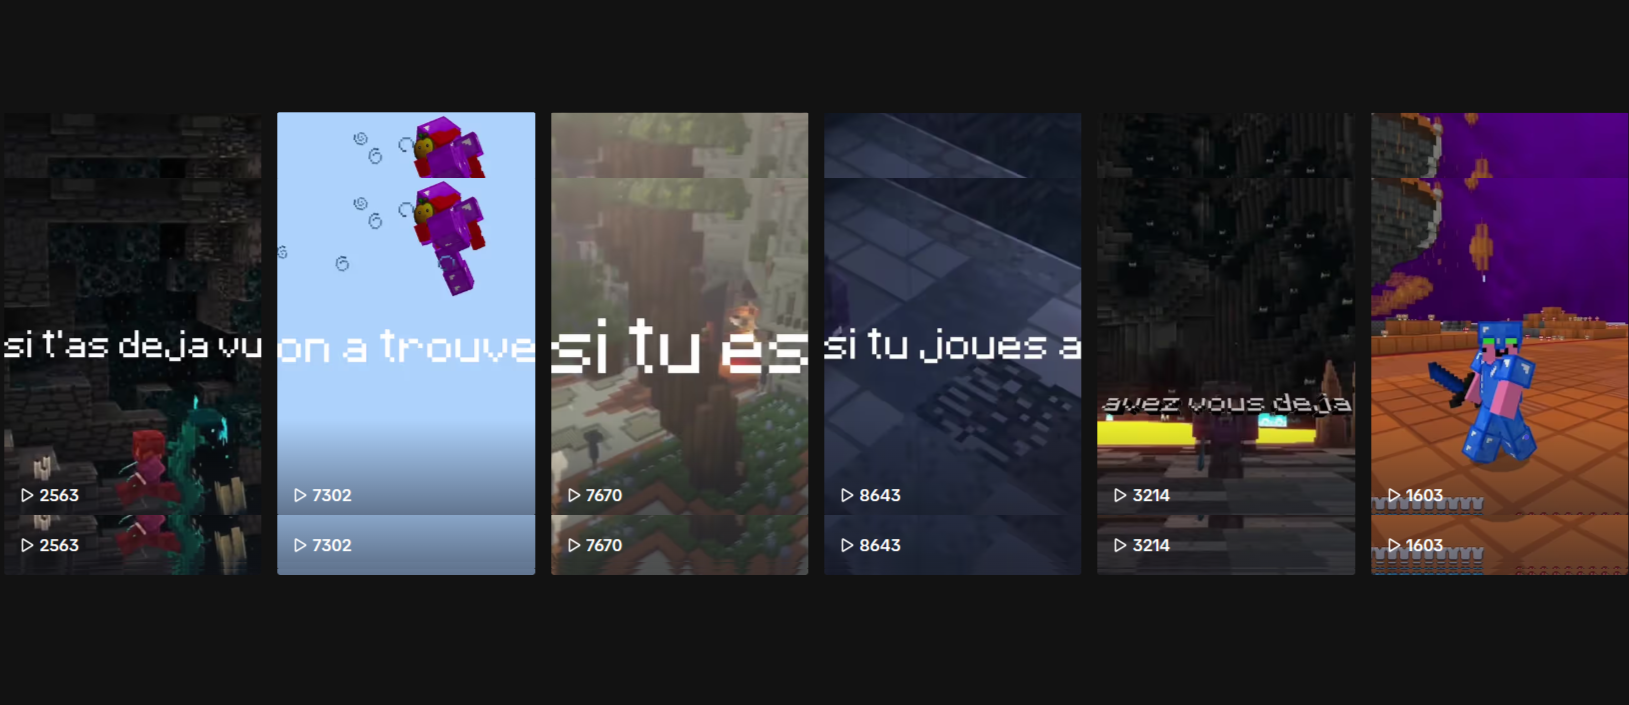 si t'as deja vu
on a trouve
si tu es
si tu joues a
avez vous deja
2563
7302
7670
8643
3214
1603
2563
7302
7670
8643
3214
1603